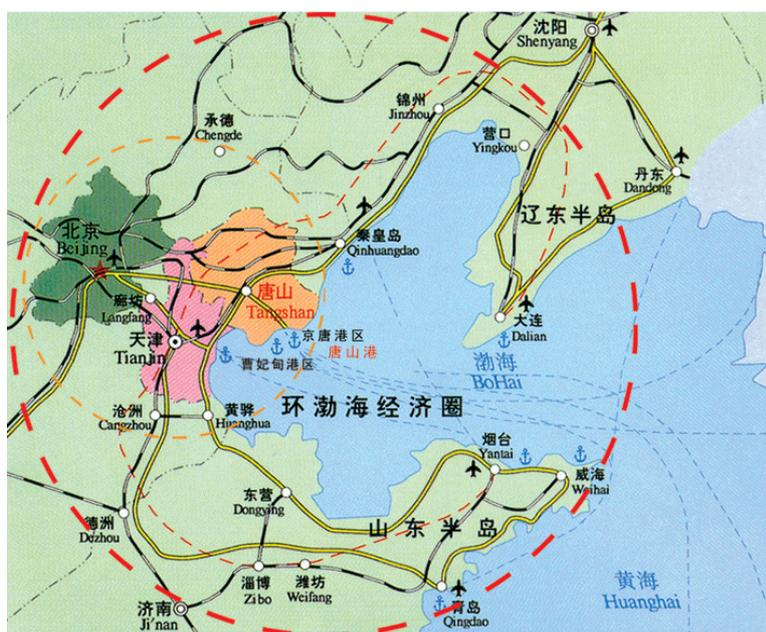 沈阳
Shenyang
锦州
Jinzhou
承德
Chengde
营口
Yingkou
丹东
Dandong
北京
Beijing
辽东半岛
秦皇岛
Qinhuangdao
唐山
Tangshan
廊坊
Langfang
大连
Dalian
天津
Tianjin
京唐港区
唐山港
曹妃甸港区
渤海
BoHai
环渤海经济圈
沧洲
Cangzhou
黄骅
Huanghua
烟台
Yantai
威海
Weihai
东营
Dongying
德洲
Dezhou
山东半岛
淄博
Zibo
潍坊
Weifang
黄海
Huanghai
济南
Ji'nan
青岛
Qingdao